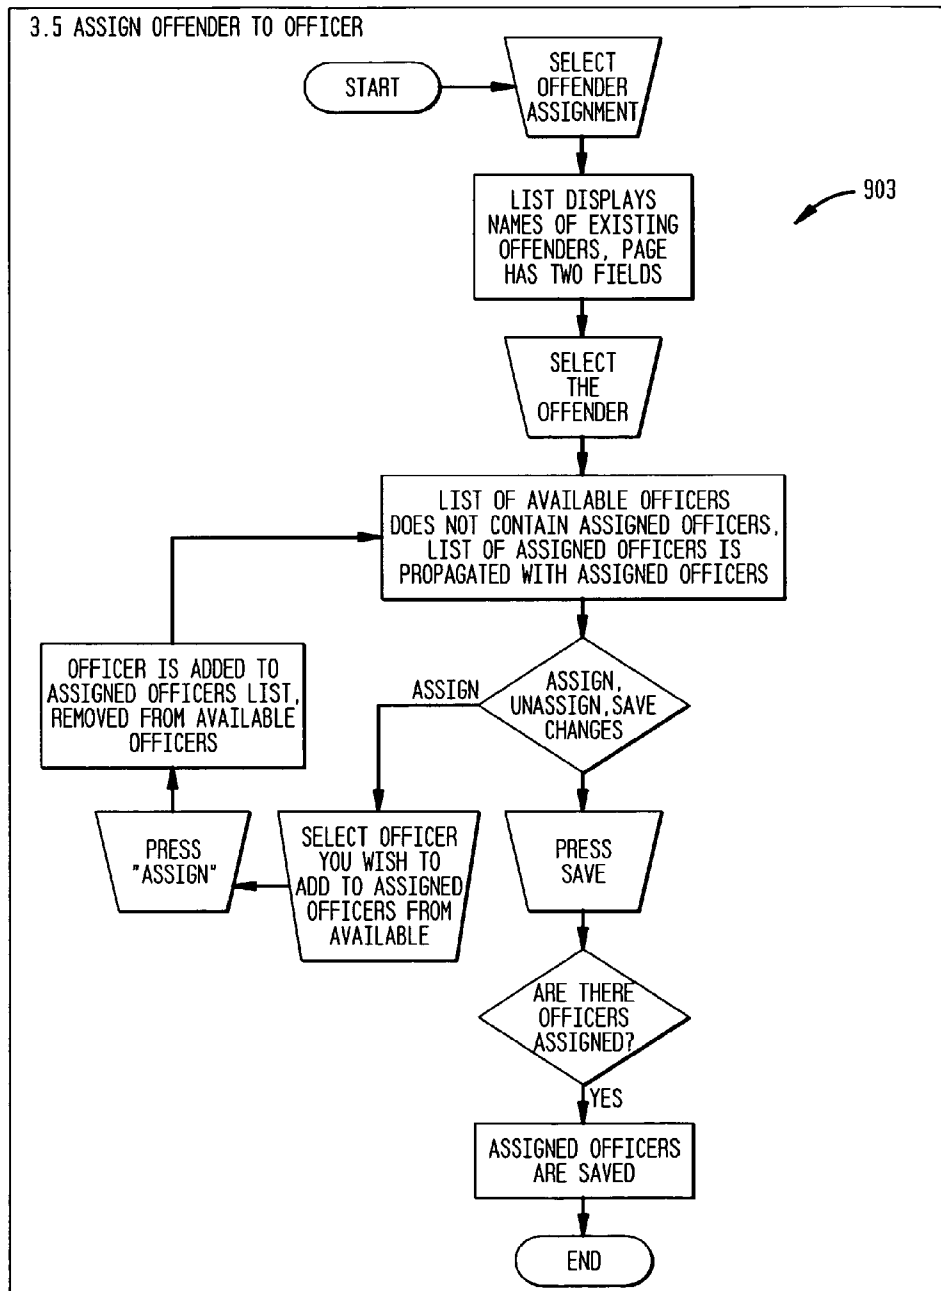 3.5 ASSIGN OFFENDER TO OFFICER
START
SELECT
OFFENDER
ASSIGNMENT
LIST DISPLAYS
NAMES OF EXISTING
OFFENDERS, PAGE
HAS TWO FIELDS
903
SELECT
THE
OFFENDER
LIST OF AVAILABLE OFFICERS
DOES NOT CONTAIN ASSIGNED OFFICERS,
LIST OF ASSIGNED OFFICERS IS
PROPAGATED WITH ASSIGNED OFFICERS
OFFICER IS ADDED TO
ASSIGNED OFFICERS LIST,
REMOVED FROM AVAILABLE
OFFICERS
ASSIGN
ASSIGN,
UNASSIGN, SAVE
CHANGES
PRESS
"ASSIGN"
SELECT OFFICER
YOU WISH TO
ADD TO ASSIGNED
OFFICERS FROM
AVAILABLE
PRESS
SAVE
ARE THERE
OFFICERS
ASSIGNED?
YES
ASSIGNED OFFICERS
ARE SAVED
END